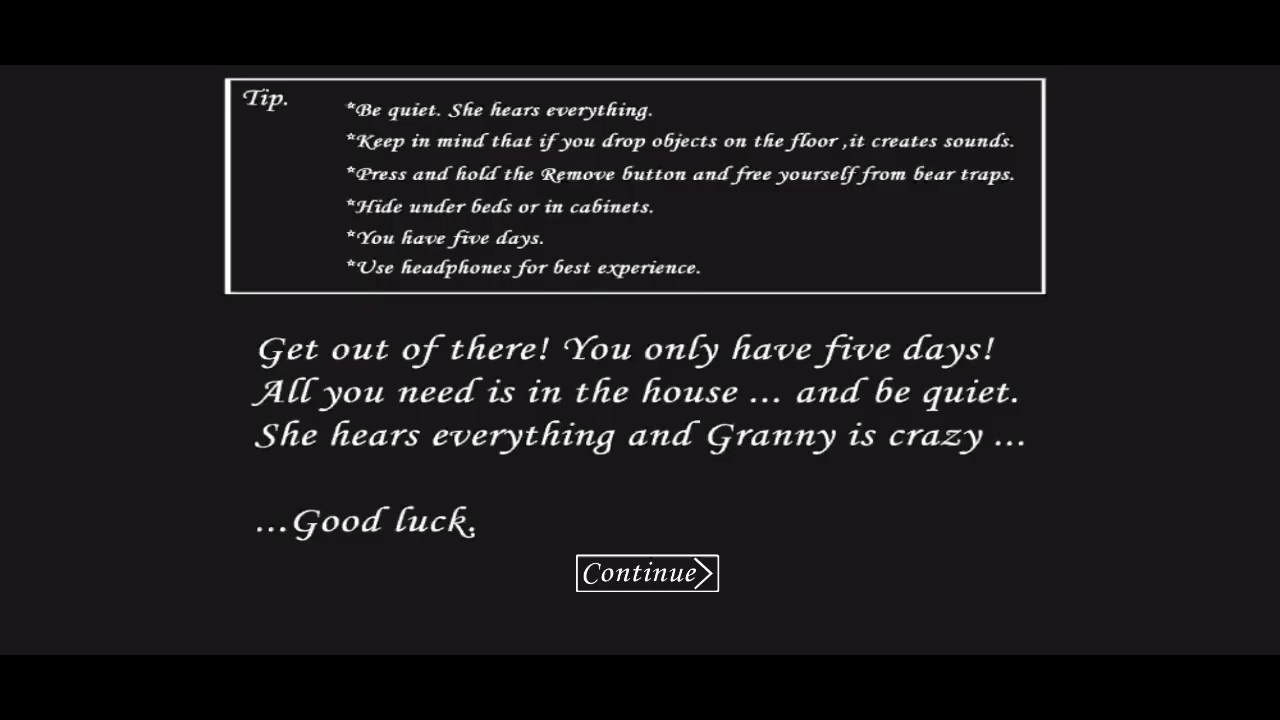 Tip.
*Be quiet. She hears everything.
*Keep in mind that if you drop objects on the floor ,it creates sounds.
*Press and hold the Remove button and free yourself from bear traps.
*Hide under beds or in cabinets.
*You have five days.
*Use headphones for best experience.
Get out of there! You only have five days!
All you need is in the house ... and be quiet.
She hears everything and Granny is crazy ...
...Good luck.
Continue>